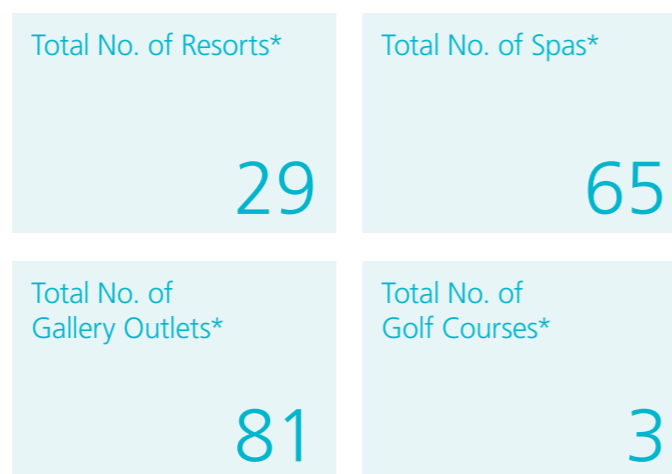 Total No. of Resorts*
29
Total No. of Spas*
65
Total No. of
Gallery Outlets*
81
Total No. of
Golf Courses*
3